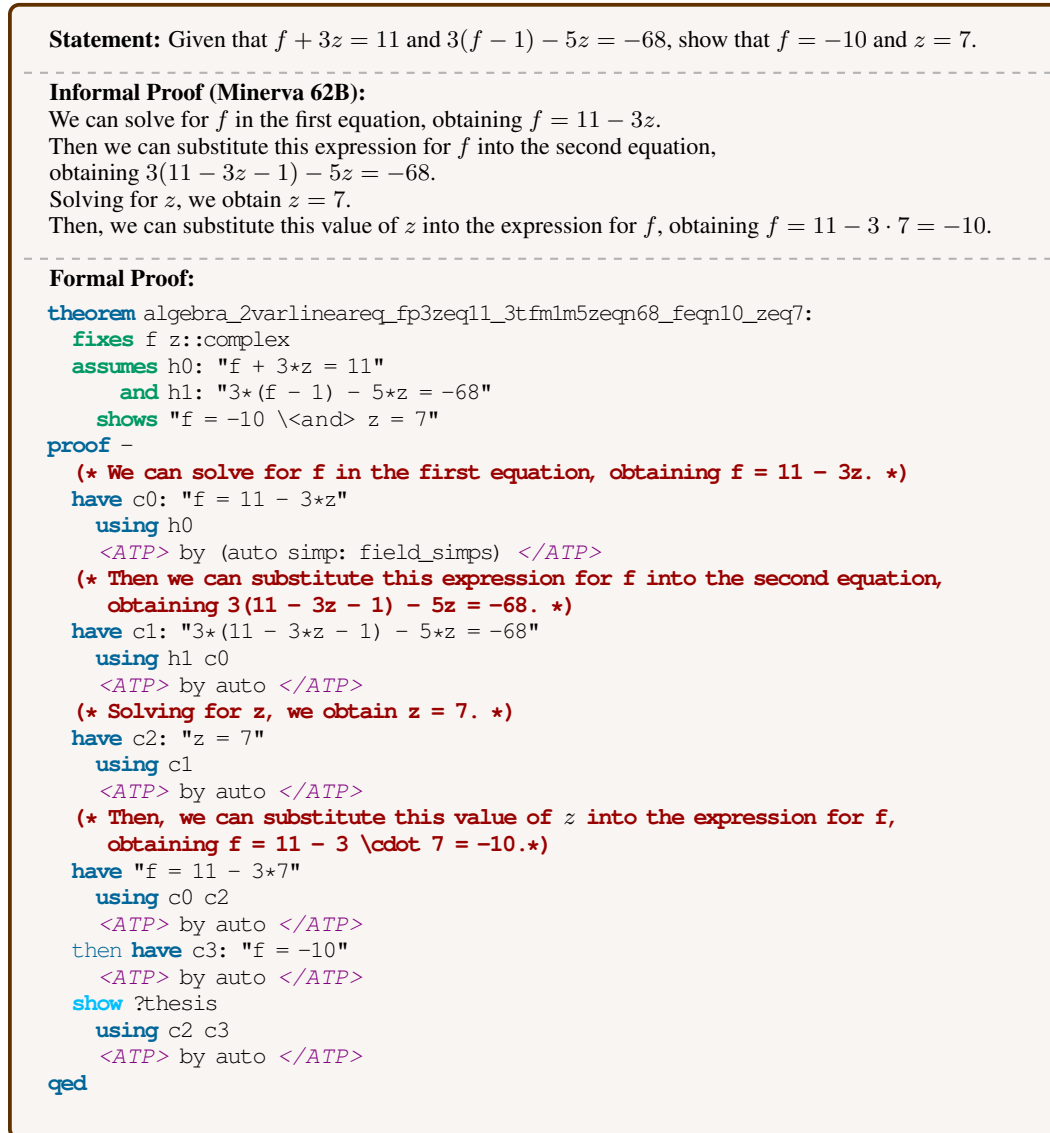 Statement: Given that f + 3z = 11 and 3(f − 1) − 5z = −68, show that f = −10 and z = 7.
Informal Proof (Minerva 62B):
We can solve for f in the first equation, obtaining f = 11 − 3z.
Then we can substitute this expression for f into the second equation,
obtaining 3(11 − 3z − 1) − 5z = −68.
Solving for z, we obtain z = 7.
Then, we can substitute this value of z into the expression for f, obtaining f = 11 − 3 · 7 = −10.
Formal Proof:
theorem algebra_2varlineareq_fp3zeq11_3tfm1m5zeqn68_feqn10_zeq7:
  fixes f z::complex
  assumes h0: "f + 3*z = 11"
      and h1: "3*(f - 1) - 5*z = -68"
    shows "f = -10 \<and> z = 7"
proof -
  (* We can solve for f in the first equation, obtaining f = 11 - 3z. *)
  have c0: "f = 11 - 3*z"
    using h0
    <ATP> by (auto simp: field_simps) </ATP>
  (* Then we can substitute this expression for f into the second equation,
     obtaining 3(11 - 3z - 1) - 5z = -68. *)
  have c1: "3*(11 - 3*z - 1) - 5*z = -68"
    using h1 c0
    <ATP> by auto </ATP>
  (* Solving for z, we obtain z = 7. *)
  have c2: "z = 7"
    using c1
    <ATP> by auto </ATP>
  (* Then, we can substitute this value of z into the expression for f,
     obtaining f = 11 - 3 \cdot 7 = -10.*)
  have "f = 11 - 3*7"
    using c0 c2
    <ATP> by auto </ATP>
  then have c3: "f = -10"
    <ATP> by auto </ATP>
  show ?thesis
    using c2 c3
    <ATP> by auto </ATP>
qed